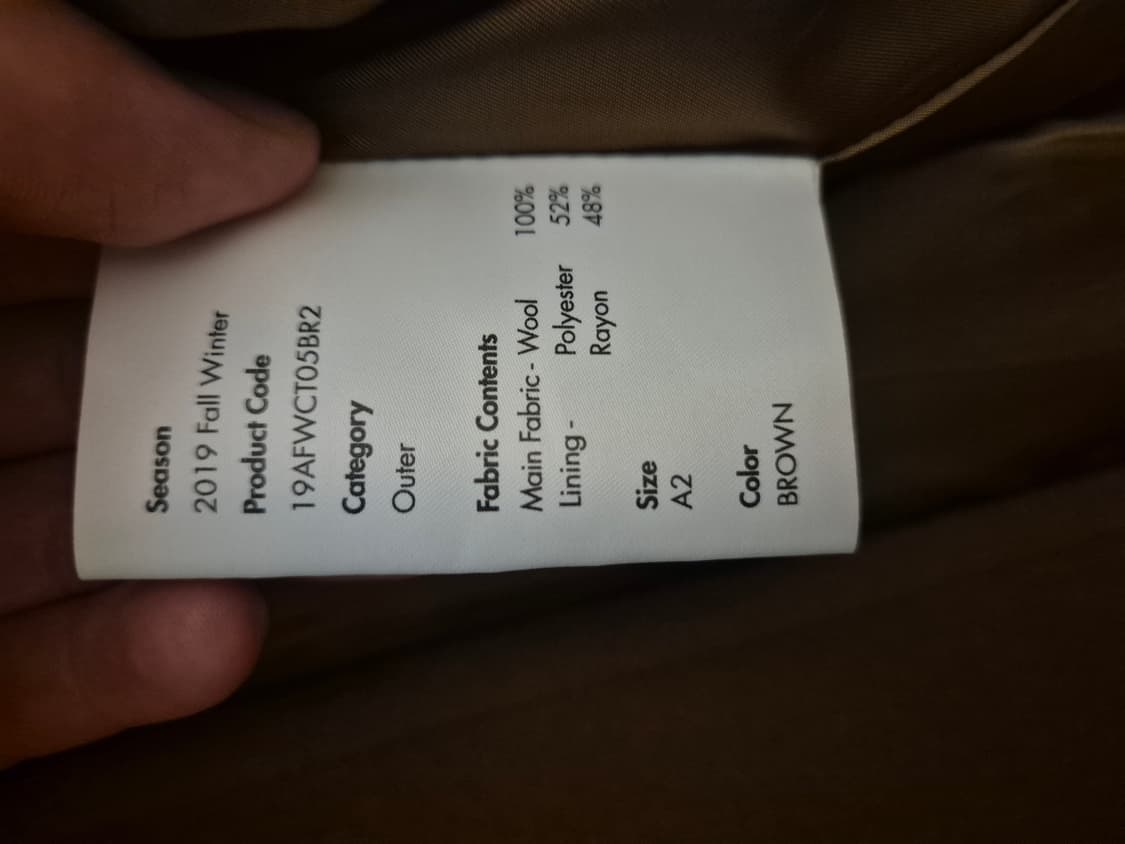 Season
2019 Fall Winter
Product Code
19AFWCT05BR2
Category
Outer
Fabric Contents
Main Fabric - Wool 100%
Lining - Polyester 52%
Rayon 48%
Size
A2
Color
BROWN